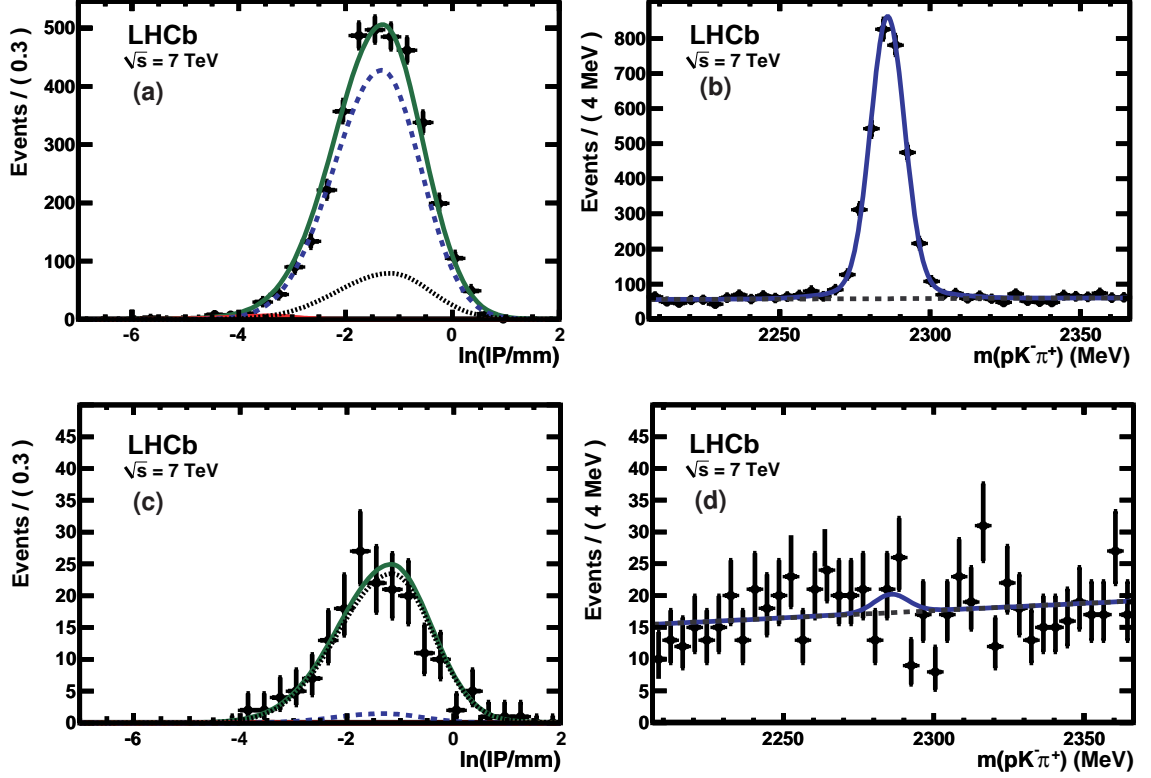 LHCb
√s = 7 TeV
(a)
Events / ( 0.3 )
500
400
300
200
100
0
-6 -4 -2 0 2
ln(IP/mm)
LHCb
√s = 7 TeV
(b)
Events / ( 4 MeV )
800
700
600
500
400
300
200
100
0
2250 2300 2350
m(pK⁻π⁺) (MeV)
LHCb
√s = 7 TeV
(c)
Events / ( 0.3 )
45
40
35
30
25
20
15
10
5
0
-6 -4 -2 0 2
ln(IP/mm)
LHCb
√s = 7 TeV
(d)
Events / ( 4 MeV )
45
40
35
30
25
20
15
10
5
0
2250 2300 2350
m(pK⁻π⁺) (MeV)